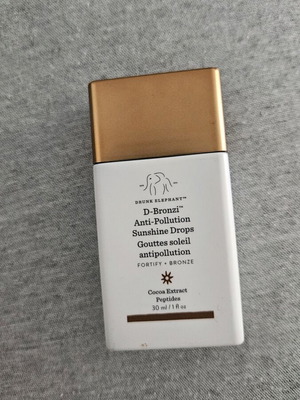 DRUNK ELEPHANT™
D-Bronzi™
Anti-Pollution
Sunshine Drops
Gouttes soleil
antipollution
FORTIFY + BRONZE
Cocoa Extract
Peptides
30 ml / 1 fl oz